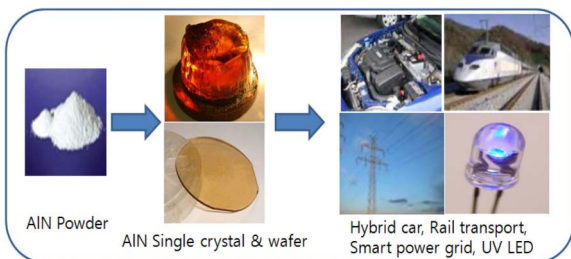 AlN Powder
AlN Single crystal & wafer
Hybrid car, Rail transport,
Smart power grid, UV LED